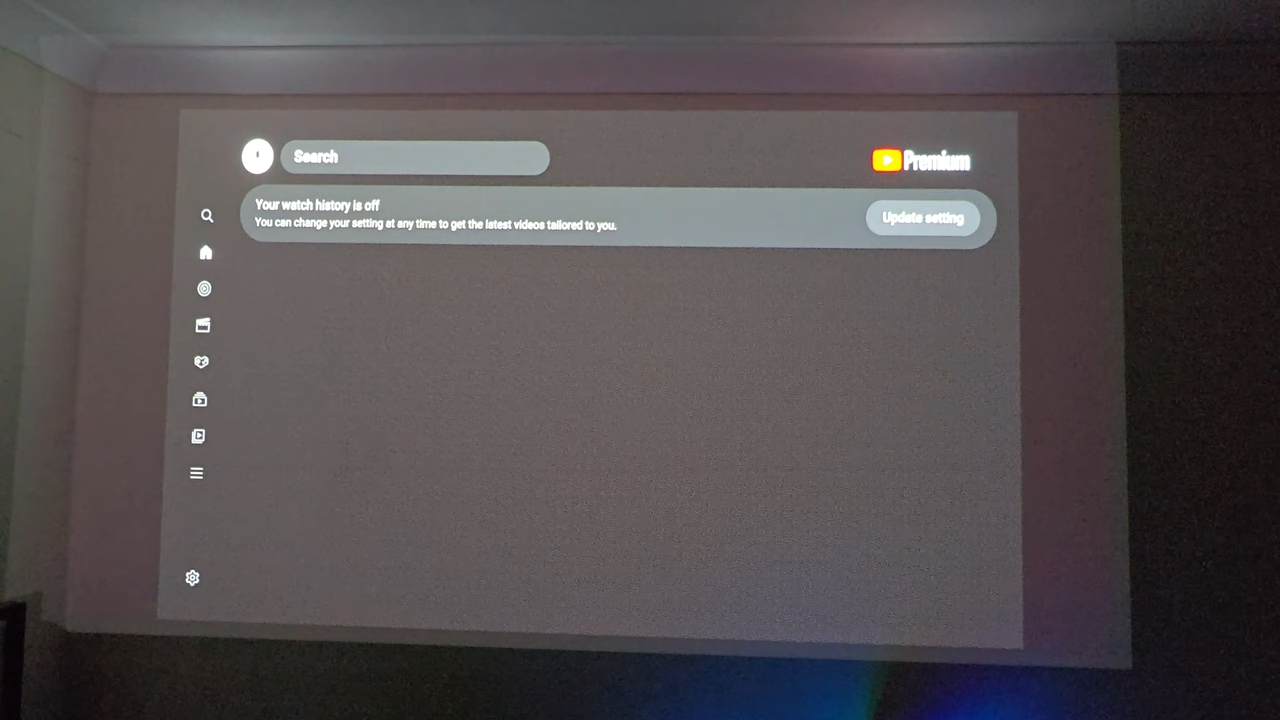 Search
Premium
Your watch history is off
You can change your setting at any time to get the latest videos tailored to you.
Update setting